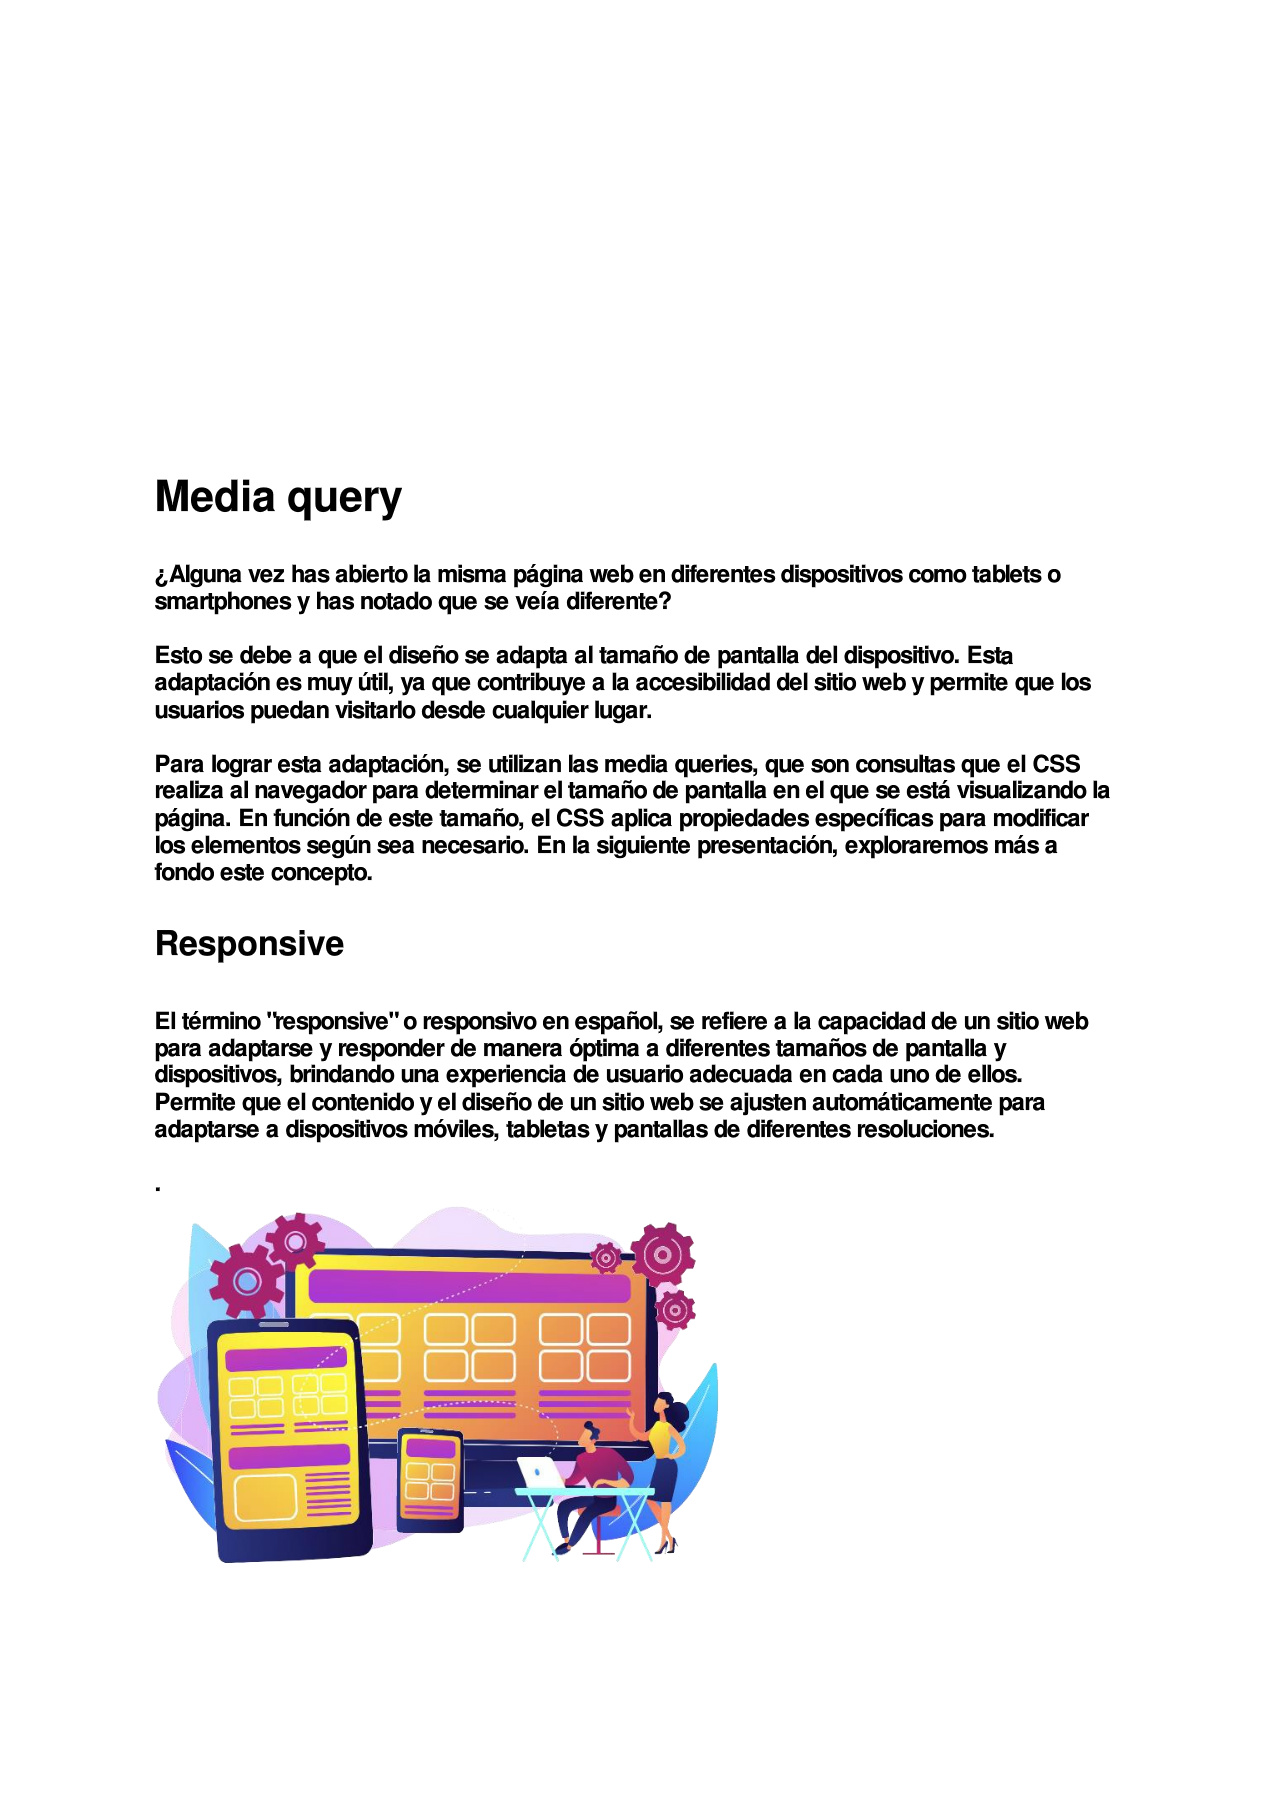 Media query
¿Alguna vez has abierto la misma página web en diferentes dispositivos como tablets o
smartphones y has notado que se veía diferente?
Esto se debe a que el diseño se adapta al tamaño de pantalla del dispositivo. Esta
adaptación es muy útil, ya que contribuye a la accesibilidad del sitio web y permite que los
usuarios puedan visitarlo desde cualquier lugar.
Para lograr esta adaptación, se utilizan las media queries, que son consultas que el CSS
realiza al navegador para determinar el tamaño de pantalla en el que se está visualizando la
página. En función de este tamaño, el CSS aplica propiedades específicas para modificar
los elementos según sea necesario. En la siguiente presentación, exploraremos más a
fondo este concepto.
Responsive
El término "responsive" o responsivo en español, se refiere a la capacidad de un sitio web
para adaptarse y responder de manera óptima a diferentes tamaños de pantalla y
dispositivos, brindando una experiencia de usuario adecuada en cada uno de ellos.
Permite que el contenido y el diseño de un sitio web se ajusten automáticamente para
adaptarse a dispositivos móviles, tabletas y pantallas de diferentes resoluciones.
.